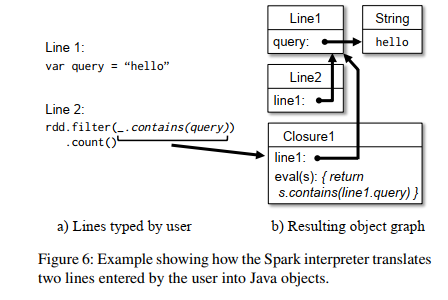 Line 1:
var query = “hello”
Line 2:
rdd.filter(_.contains(query))
.count()
a) Lines typed by user
Line1
query:
String
hello
Line2
line1:
Closure1
line1:
eval(s): { return
s.contains(line1.query) }
b) Resulting object graph
Figure 6: Example showing how the Spark interpreter translates
two lines entered by the user into Java objects.